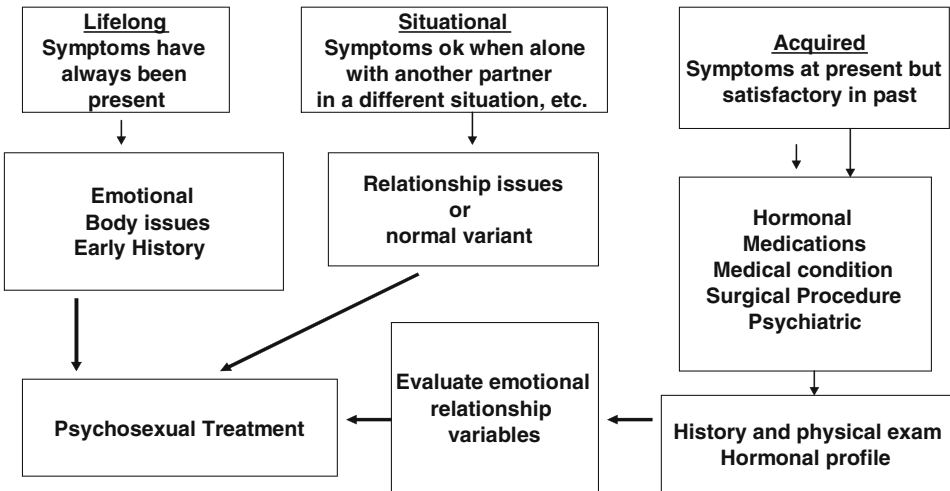 Lifelong
Symptoms have
always been
present
Situational
Symptoms ok when alone
with another partner
in a different situation, etc.
Acquired
Symptoms at present but
satisfactory in past
Emotional
Body issues
Early History
Relationship issues
or
normal variant
Hormonal
Medications
Medical condition
Surgical Procedure
Psychiatric
Psychosexual Treatment
Evaluate emotional
relationship
variables
History and physical exam
Hormonal profile